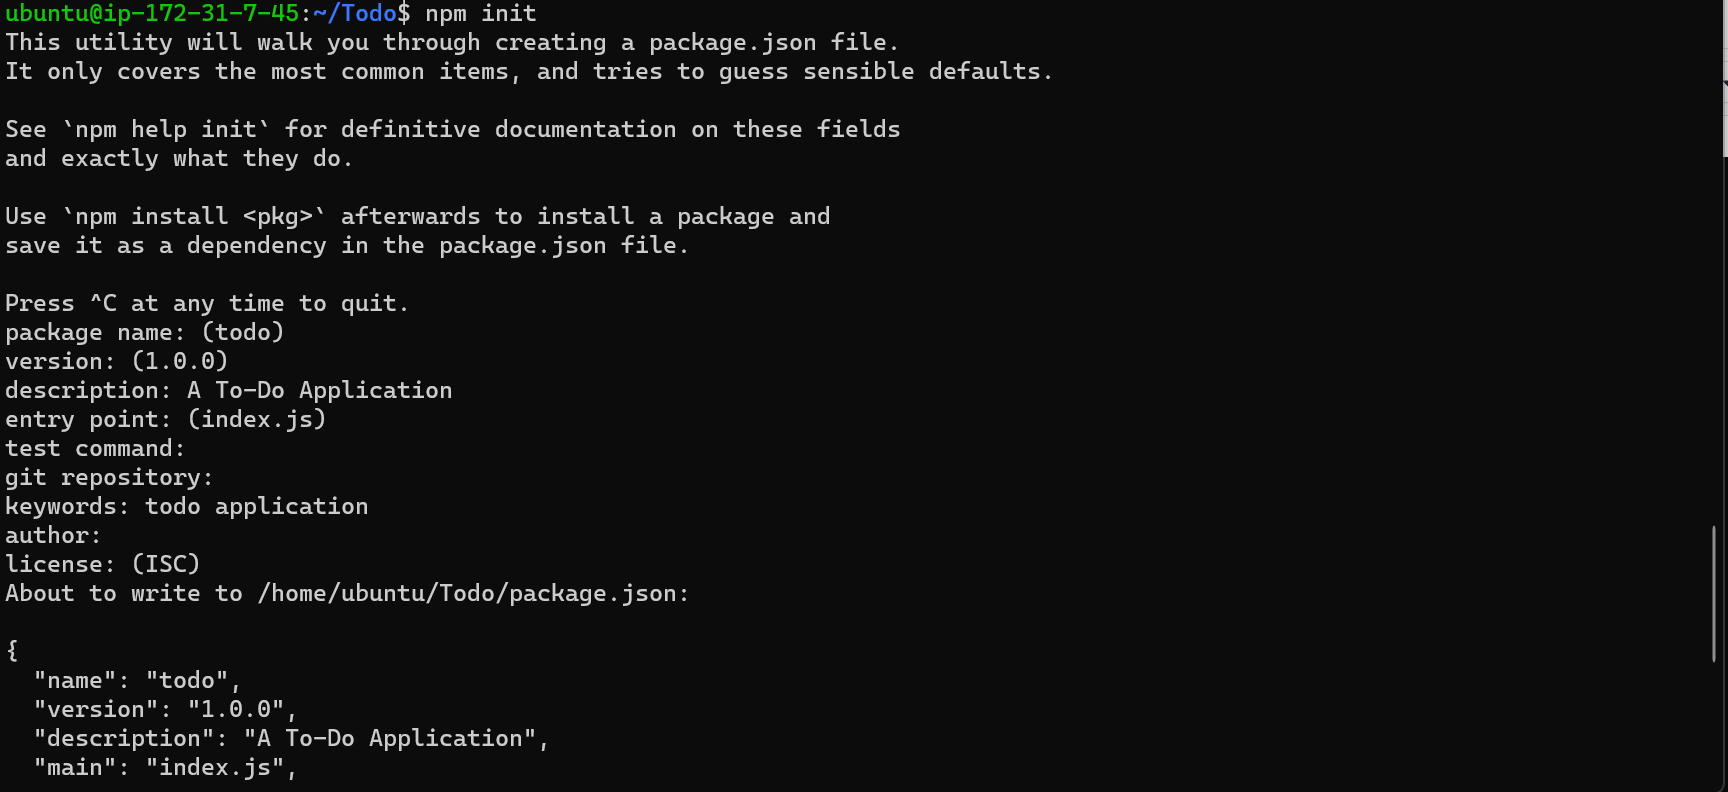 ubuntu@ip-172-31-7-45:~/Todo$ npm init
This utility will walk you through creating a package.json file.
It only covers the most common items, and tries to guess sensible defaults.
See `npm help init` for definitive documentation on these fields
and exactly what they do.
Use `npm install <pkg>` afterwards to install a package and
save it as a dependency in the package.json file.
Press ^C at any time to quit.
package name: (todo)
version: (1.0.0)
description: A To-Do Application
entry point: (index.js)
test command:
git repository:
keywords: todo application
author:
license: (ISC)
About to write to /home/ubuntu/Todo/package.json:
{
  "name": "todo",
  "version": "1.0.0",
  "description": "A To-Do Application",
  "main": "index.js",